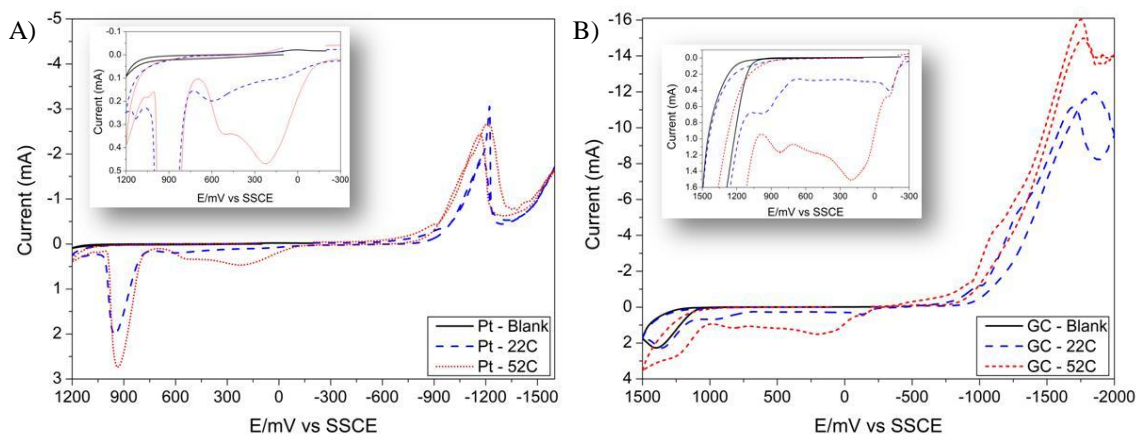 A)
-5
-4
-3
-2
-1
0
1
2
3
Current (mA)
1200 900 600 300 0 -300 -600 -900 -1200 -1500
E/mV vs SSCE
Pt - Blank
Pt - 22C
Pt - 52C
-0.1
0.0
0.1
0.2
0.3
0.4
0.5
Current (mA)
1200 900 600 300 0 -300
E/mV vs SSCE
B)
-16
-14
-12
-10
-8
-6
-4
-2
0
2
4
Current (mA)
1500 1000 500 0 -500 -1000 -1500 -2000
E/mV vs SSCE
GC - Blank
GC - 22C
GC - 52C
0.0
0.2
0.4
0.6
0.8
1.0
1.2
1.4
1.6
Current (mA)
1500 1200 900 600 300 0 -300
E/mV vs SSCE